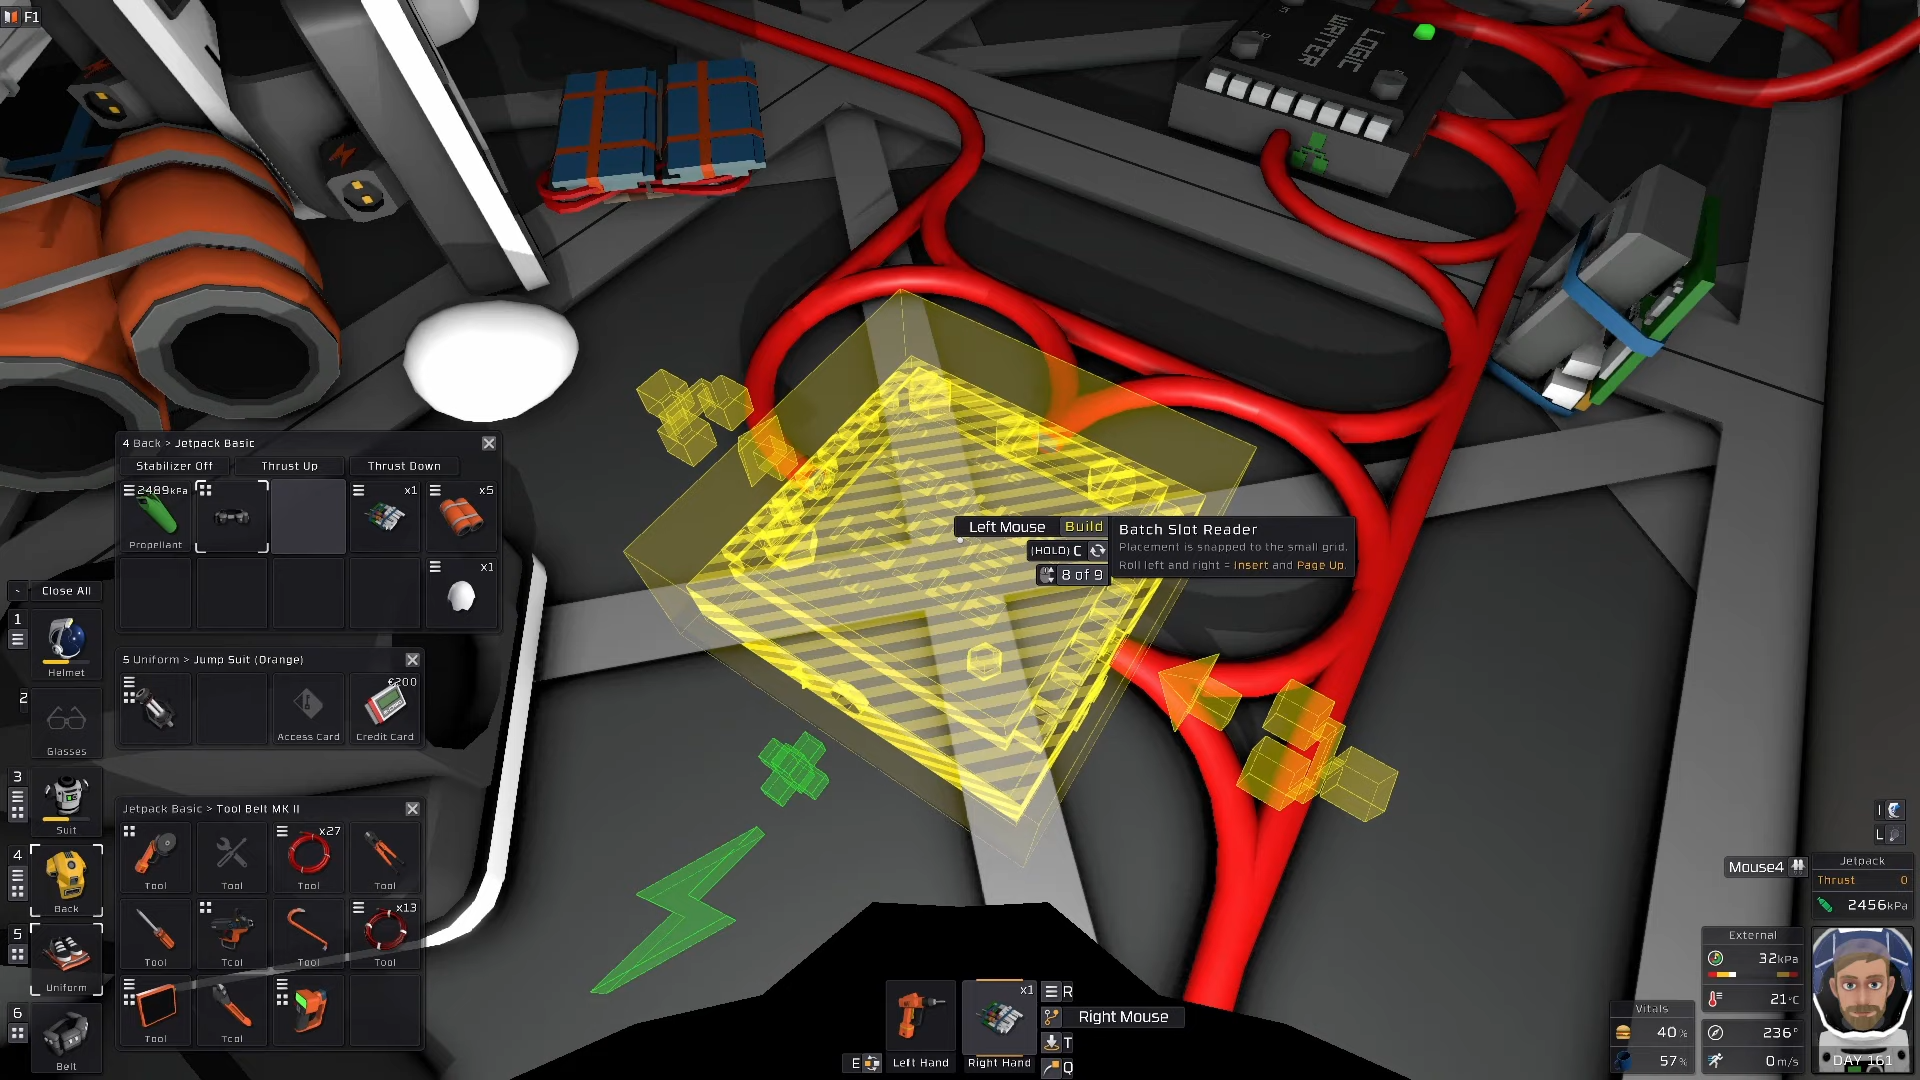 F1
LOGIC
WRITER
4 Back > Jetpack Basic
Stabilizer Off
Thrust Up
Thrust Down
2489kPa
x1
x5
Propellant
x1
~
Close All
1
Helmet
2
Glasses
3
Suit
4
Back
5
Uniform
6
Belt
5 Uniform > Jump Suit (Orange)
€200
Access Card
Credit Card
Jetpack Basic > Tool Belt MK II
x27
Tool
Tool
Tool
Tool
x13
Tool
Tool
Tool
Tool
Tool
Tool
Tool
Left Mouse
Build
(HOLD) C
8 of 9
Batch Slot Reader
Placement is snapped to the small grid.
Roll left and right = Insert and Page Up.
x1
R
Right Mouse
T
Q
E
Left Hand
Right Hand
I
L
Mouse4
Jetpack
Thrust 0
2456kPa
External
32kPa
21°C
236°
0m/s
Vitals
40%
57%
DAY 161